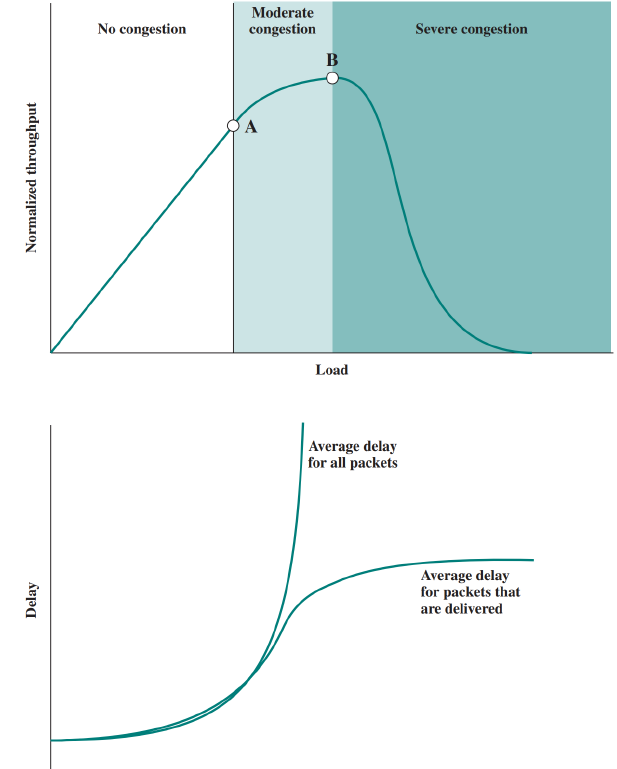 Moderate
No congestion
congestion
Severe congestion
B
A
Normalized throughput
Load
Average delay
for all packets
Average delay
for packets that
are delivered
Delay